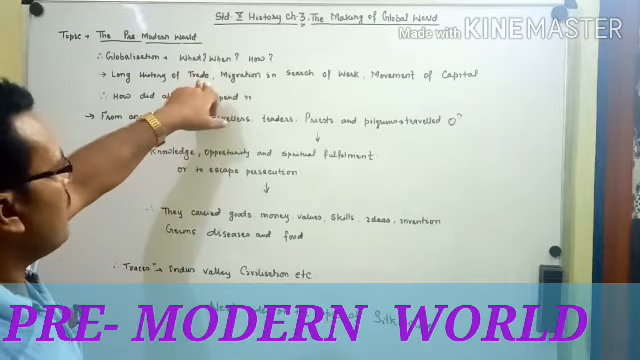 Std. X History Ch-3. The Making of Global World
Made with KINEMASTER
Topic → The Pre-Modern World
∴ Globalisation → What? When? How?
→ Long History of Trade, Migration in Search of Work, Movement of Capital
∴ How did
→ From traders, Priests and pilgrims → travelled
Knowledge, Opportunity and Spritual fulfilment
or to escape persecution
∴ They carried goods, money, values, skills, ideas, invention
Germs diseases and food
∴ "Traces" → Indus valley Civilisation etc
PRE- MODERN WORLD